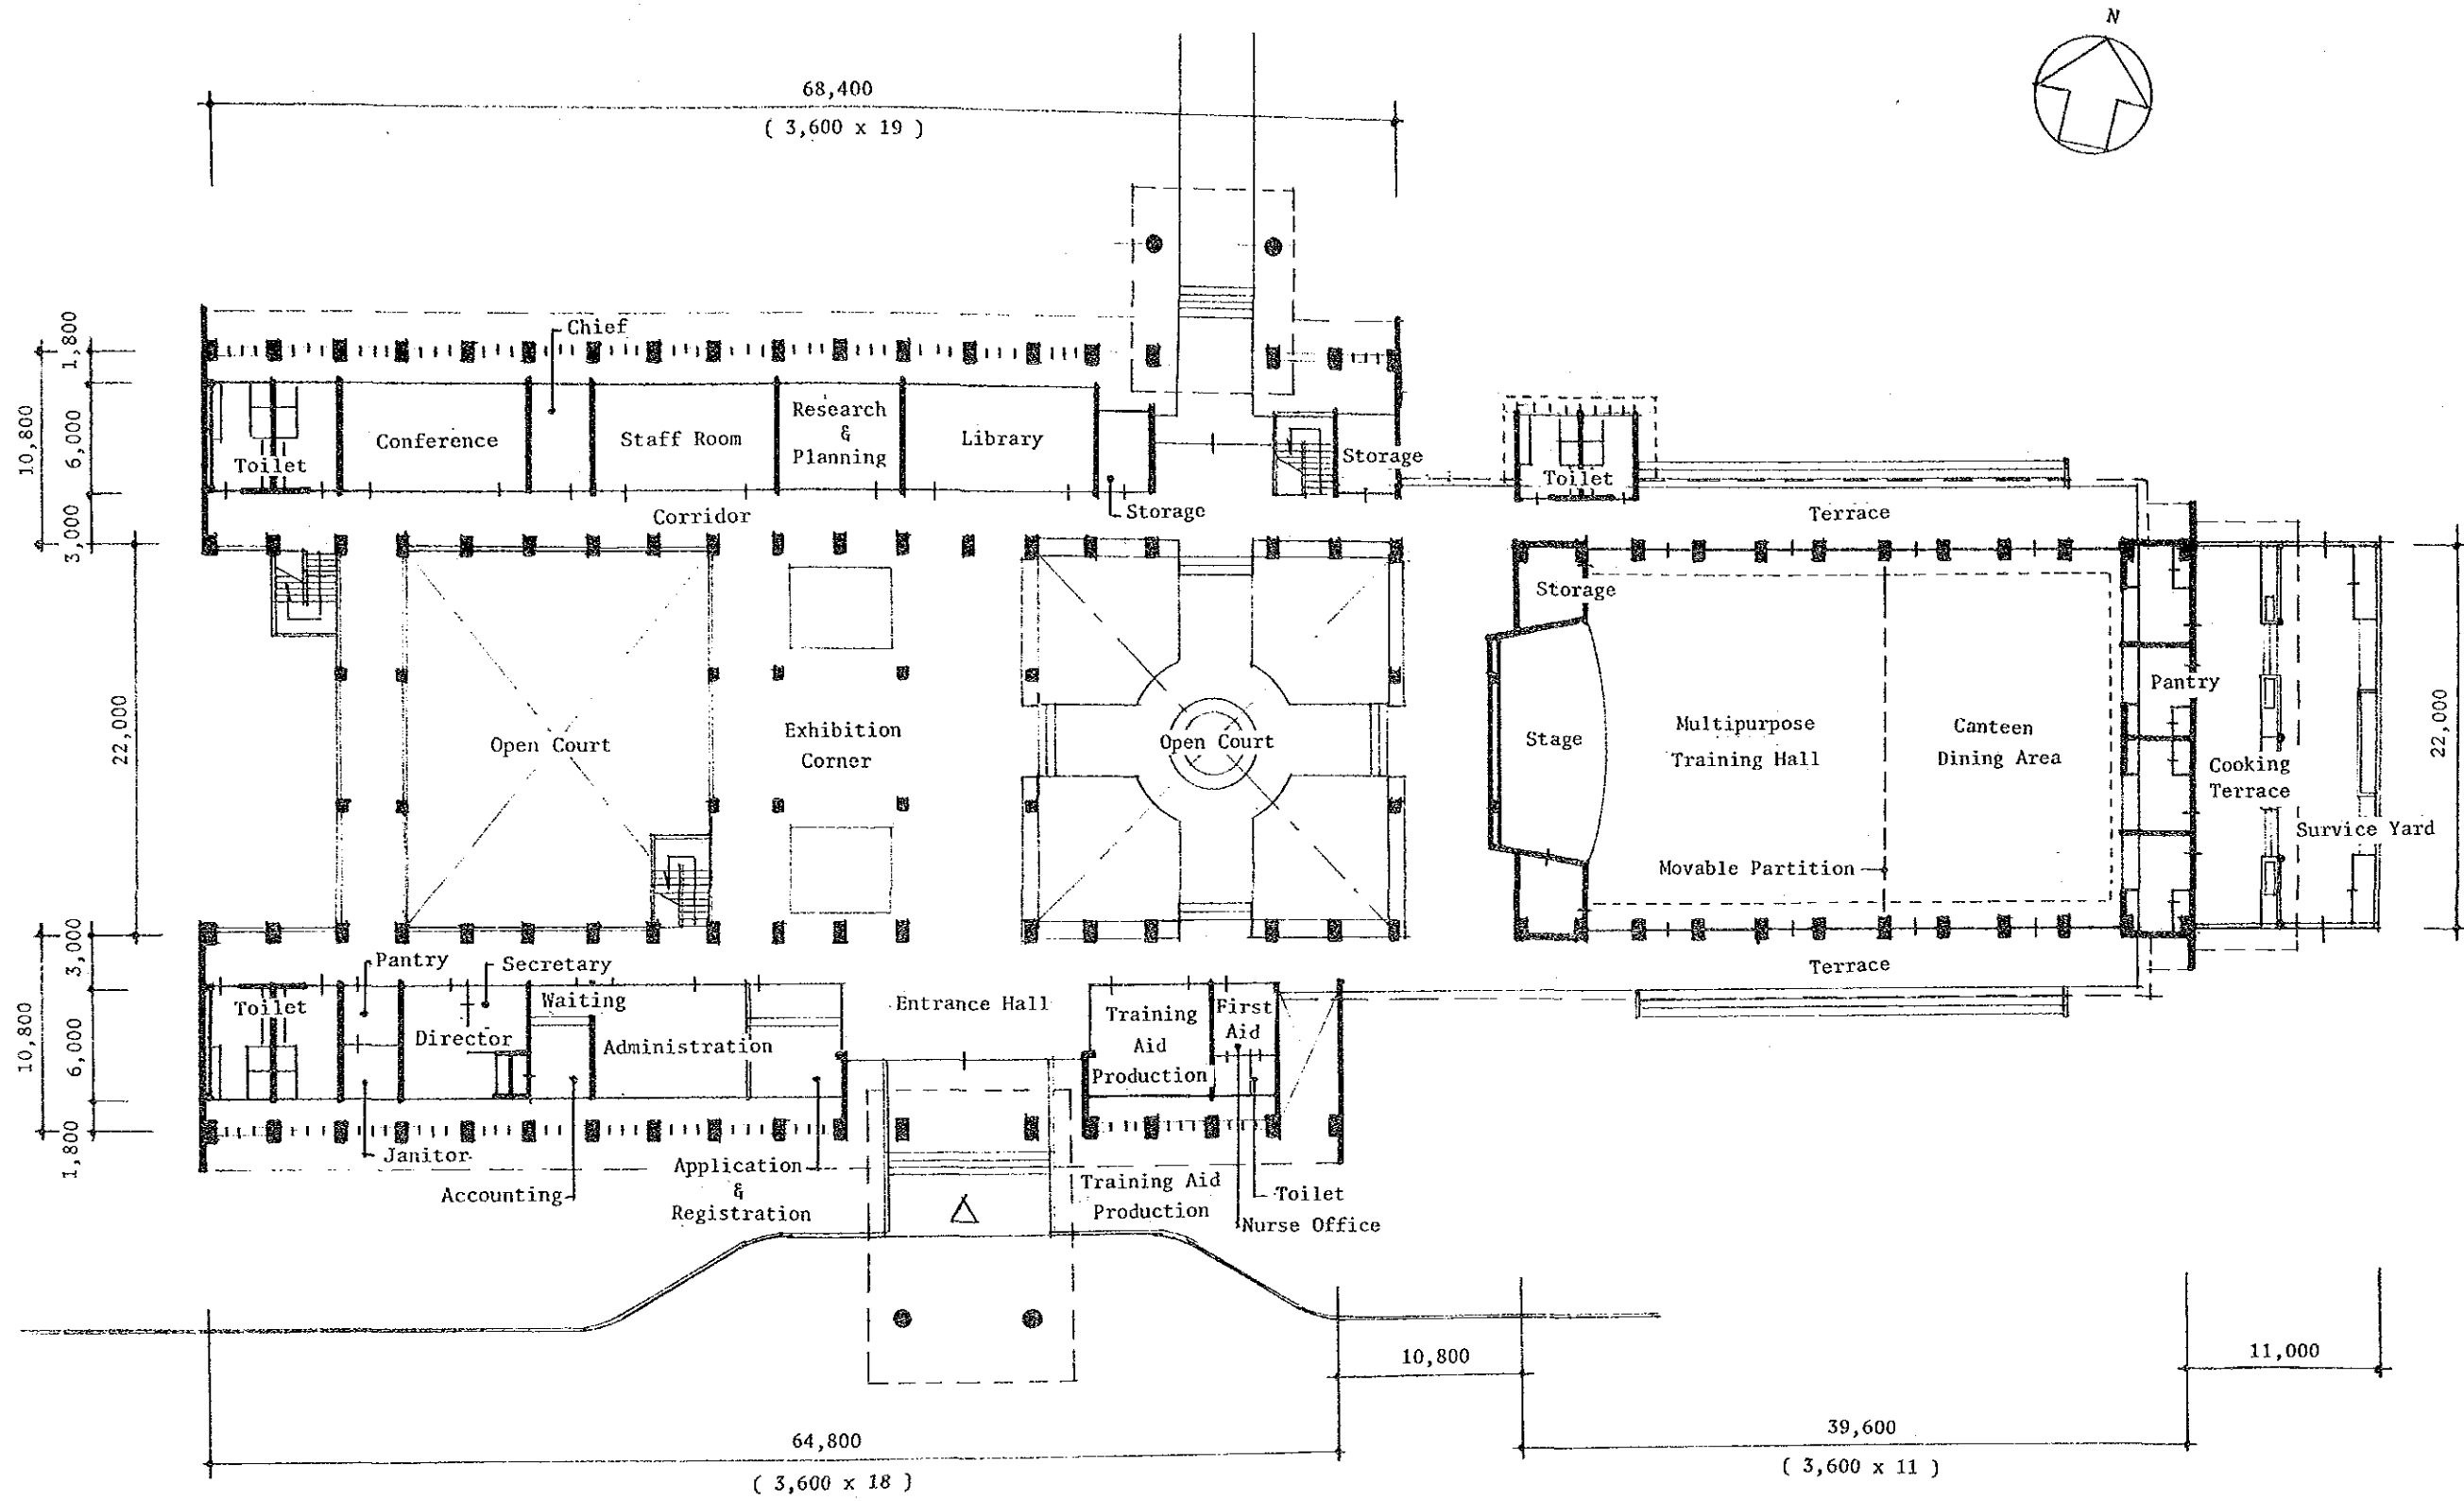 N
68,400
( 3,600 x 19 )
1,800
10,800
6,000
3,000
22,000
3,000
10,800
6,000
1,800
Chief
Toilet
Conference
Staff Room
Research
&
Planning
Library
Storage
Storage
Corridor
Toilet
Terrace
Open Court
Exhibition
Corner
Open Court
Storage
Stage
Multipurpose
Training Hall
Canteen
Dining Area
Movable Partition
Pantry
Cooking
Terrace
Survice Yard
22,000
Terrace
Pantry
Secretary
Toilet
Waiting
Director
Administration
Entrance Hall
Training
Aid
Production
First
Aid
Janitor
Accounting
Application
&
Registration
Training Aid
Production
Toilet
Nurse Office
10,800
11,000
64,800
( 3,600 x 18 )
39,600
( 3,600 x 11 )